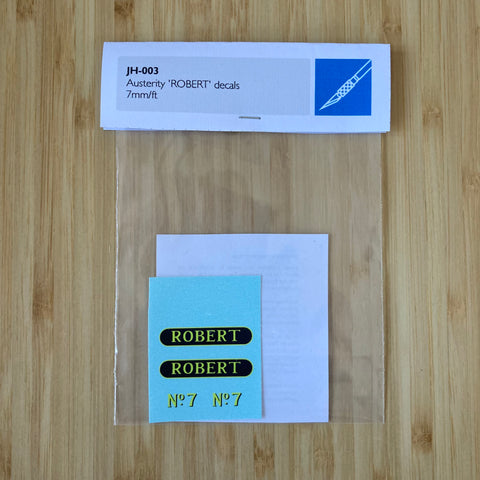 JH-003
Austerity 'ROBERT' decals
7mm/ft
ROBERT
ROBERT
Nº7 Nº7